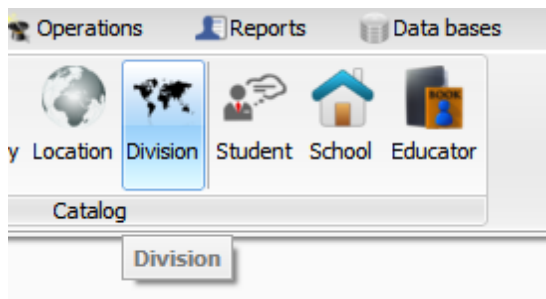 Operations Reports Data bases
y Location Division Student School Educator
BOOK
Catalog
Division